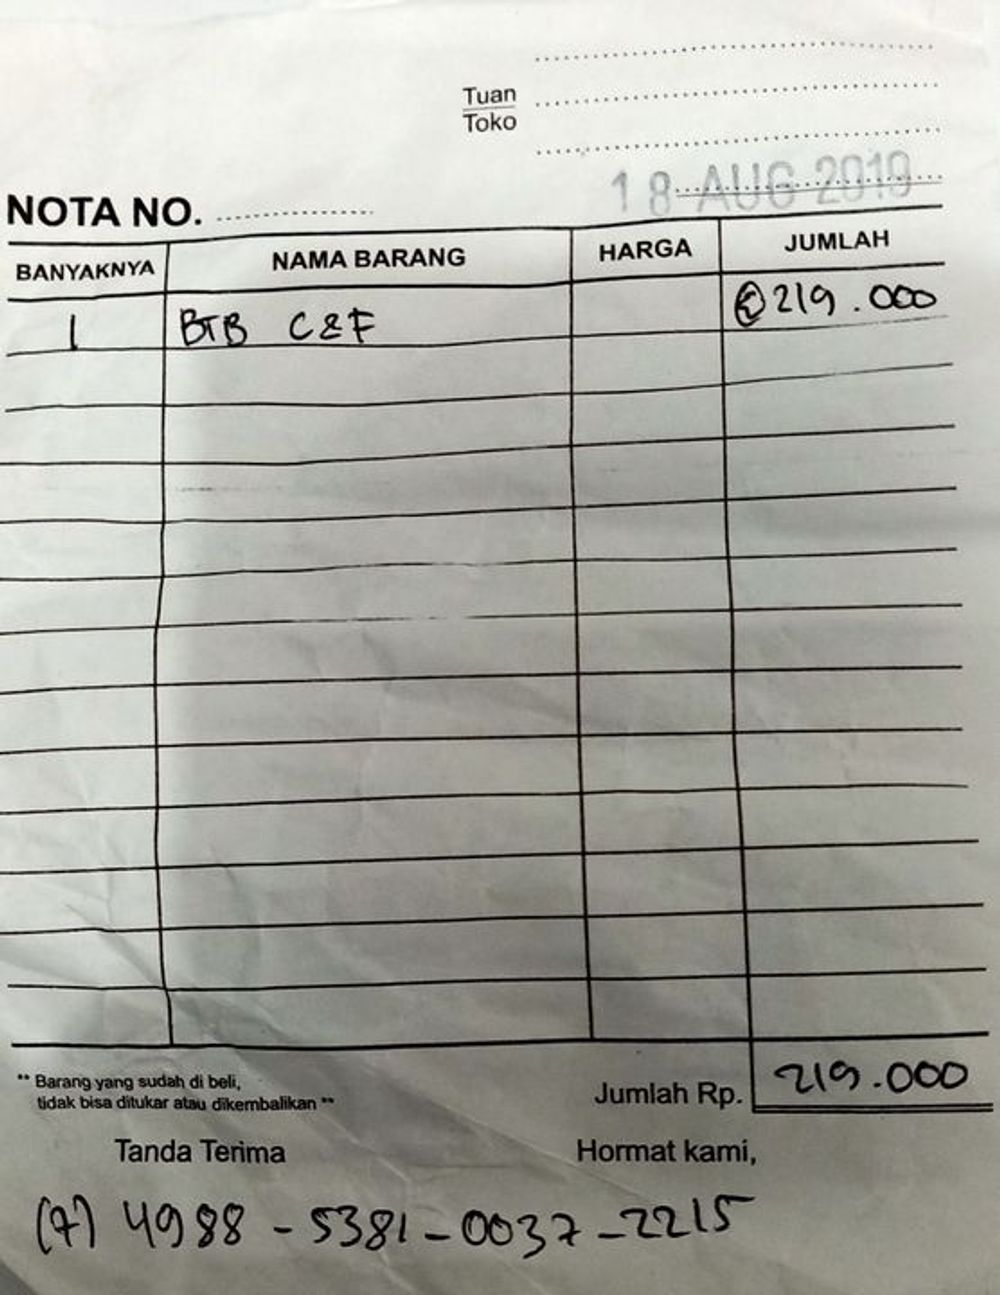 Tuan
Toko
18 AUG 2019
NOTA NO.
BANYAKNYA NAMA BARANG HARGA JUMLAH
1 BTB C&F @219.000
** Barang yang sudah di beli,
tidak bisa ditukar atau dikembalikan **
Jumlah Rp. 219.000
Tanda Terima Hormat kami,
4988-5381-0037-2215